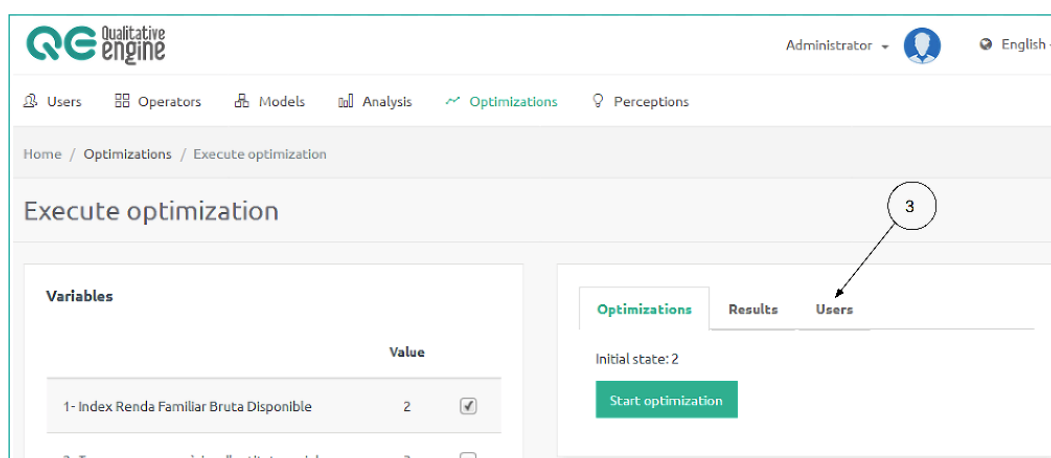 Qualitative
engine
Administrator
English
Users Operators Models Analysis Optimizations Perceptions
Home / Optimizations / Execute optimization
Execute optimization
3
Variables
Optimizations Results Users
Value
Initial state: 2
1- Index Renda Familiar Bruta Disponible 2
Start optimization